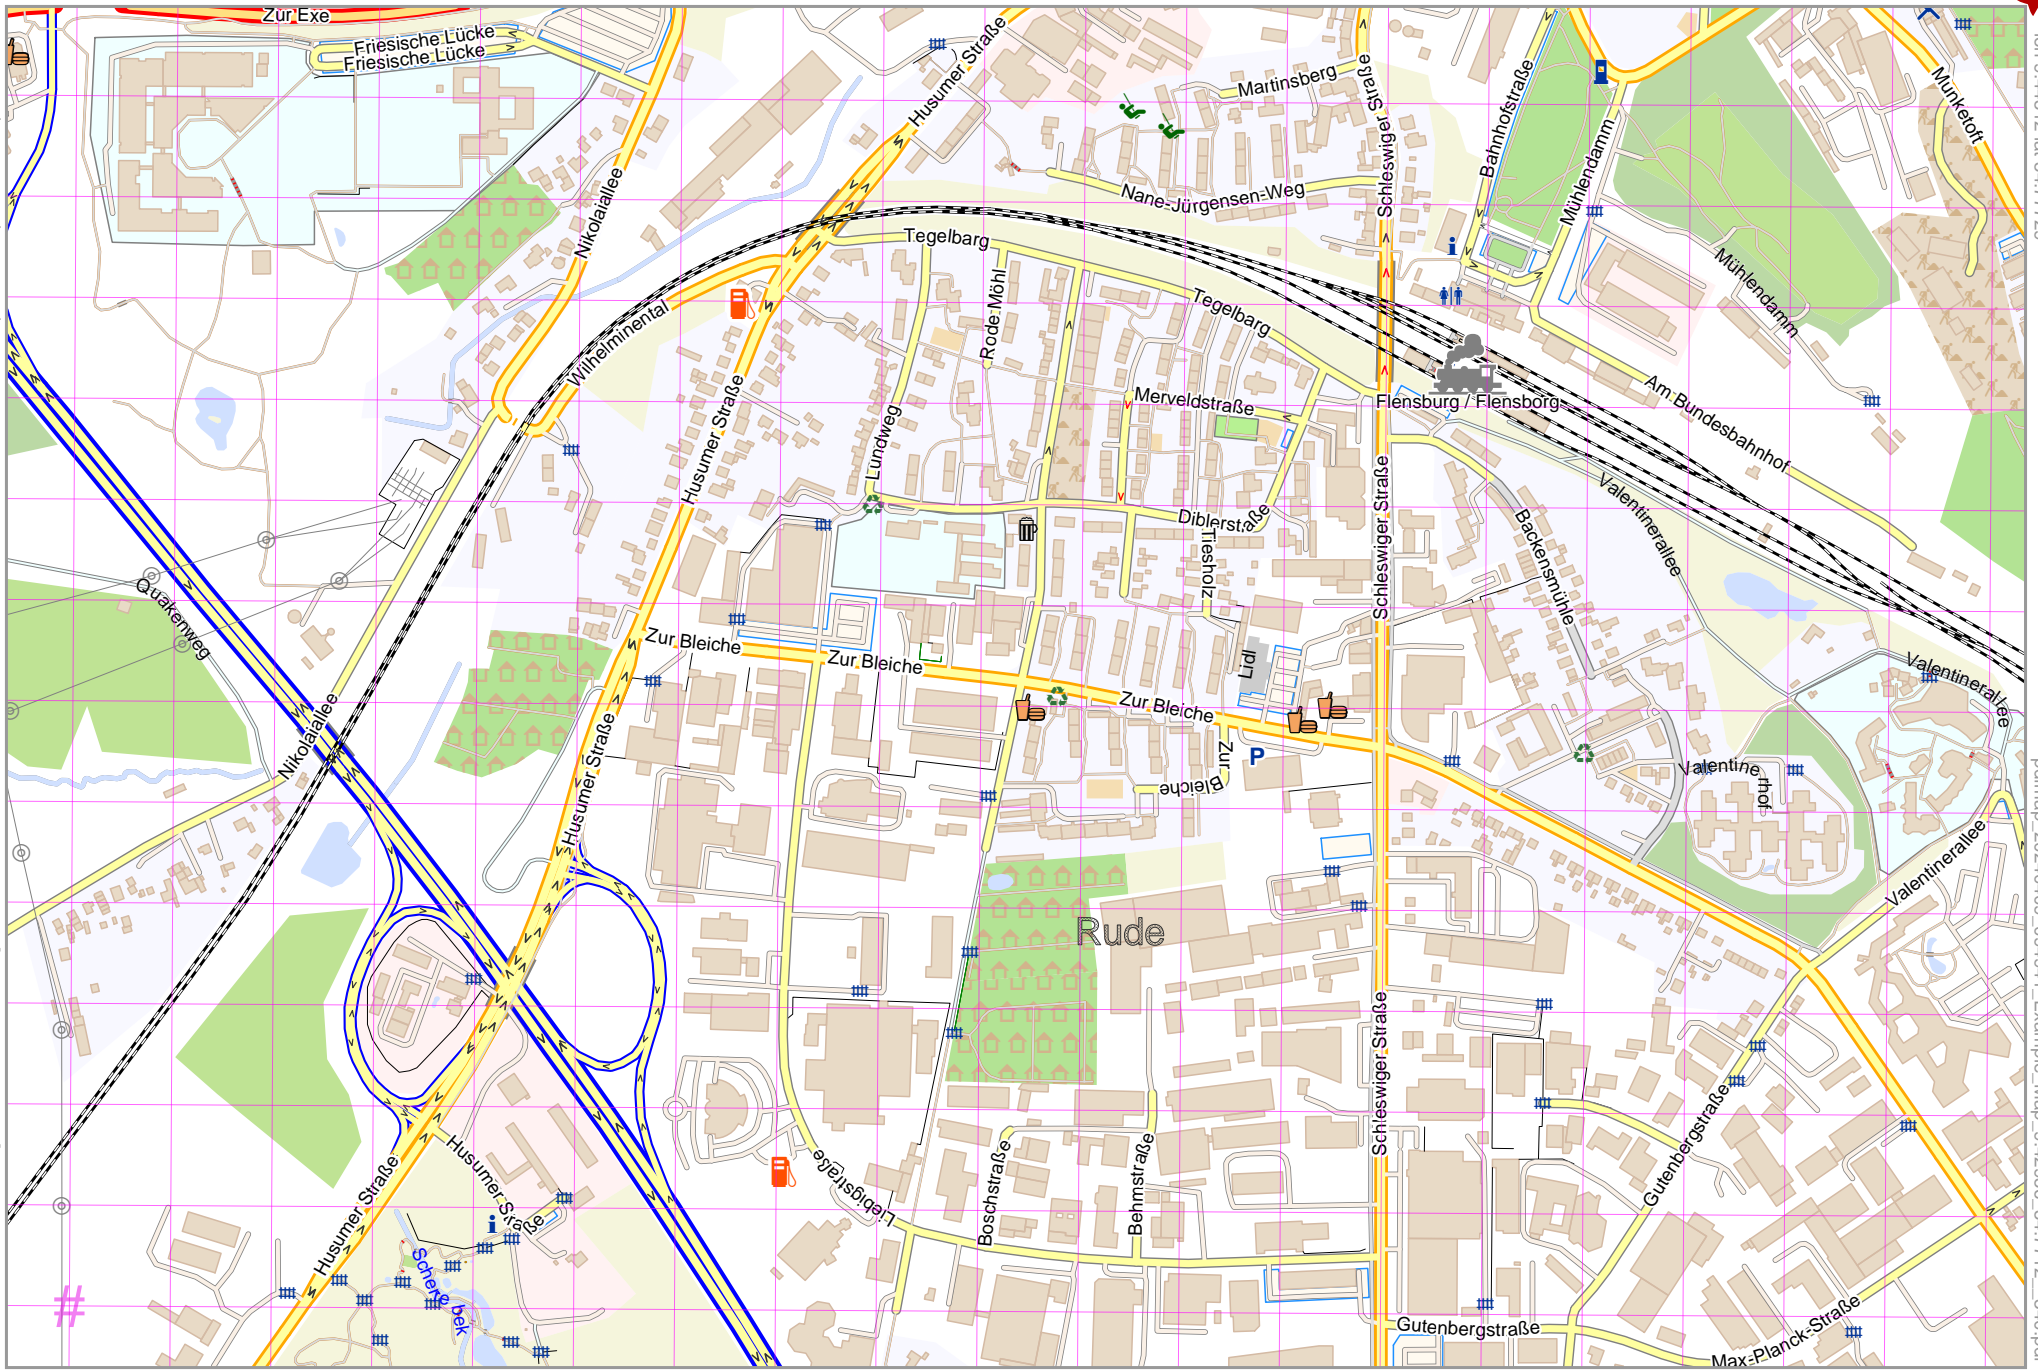 Zur Exe
Friesische Lücke
Friesische Lücke
Husumer Straße
Martinsberg
Schleswiger Straße
Bahnhofstraße
Mühlendamm
Munketoft
Nikolaiallee
Nane-Jürgensen-Weg
Tegelbarg
Rode Möhl
Tegelbarg
Mühlendamm
Wilhelminental
Husumer Straße
Lundweg
Merveldstraße
Flensburg / Flensborg
Am Bundesbahnhof
Diblerstraße
Tiesholz
Schleswiger Straße
Backensmühle
Valentinerallee
Quakenweg
Zur Bleiche
Zur Bleiche
Zur Bleiche
Lidl
Valentinerallee
Nikolaiallee
Husumer Straße
Zur Bleiche
P
Valentinerhof
Valentinerallee
Rude
Schleswiger Straße
Husumer Straße
Husumer Straße
Liebigstraße
Boschstraße
Behmstraße
Gutenbergstraße
#
Gutenbergstraße
Max-Planck-Straße